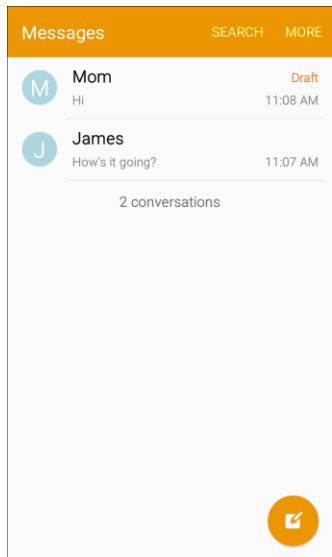 Messages SEARCH MORE
M Mom Draft
Hi 11:08 AM
J James
How's it going? 11:07 AM
2 conversations